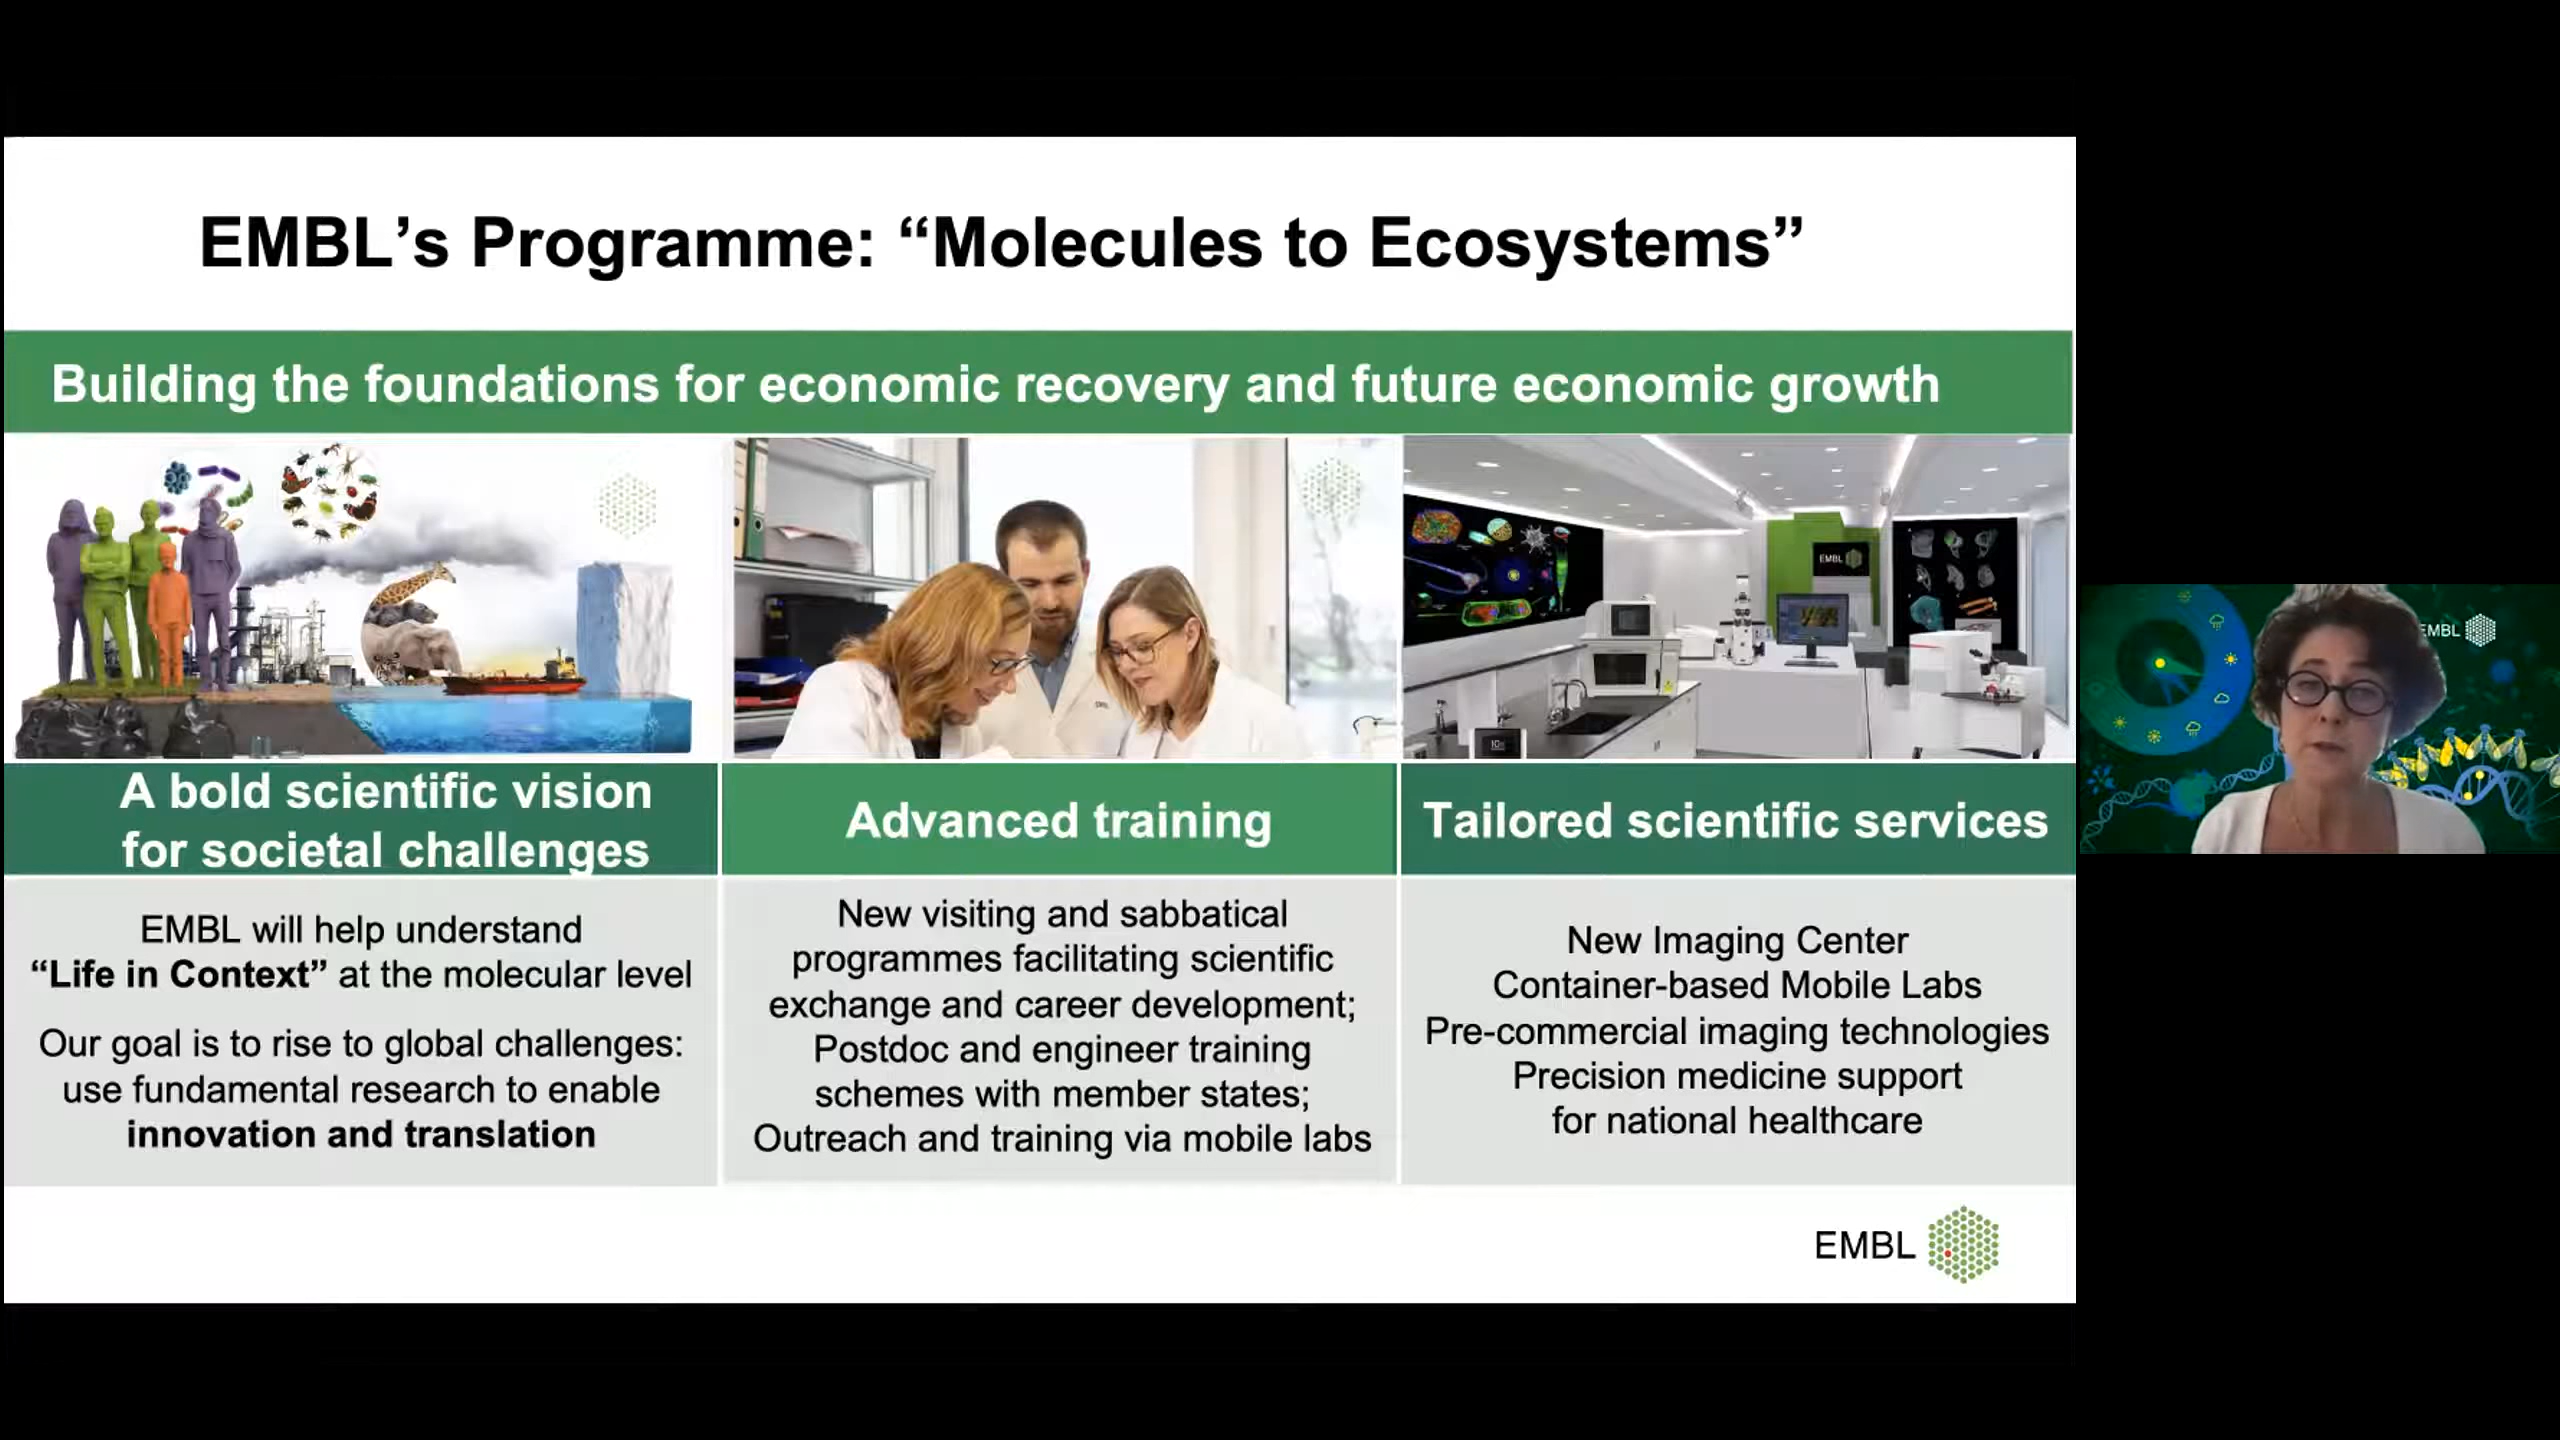 EMBL’s Programme: “Molecules to Ecosystems”
Building the foundations for economic recovery and future economic growth
EMBL
A bold scientific vision
for societal challenges
EMBL will help understand
“Life in Context” at the molecular level
Our goal is to rise to global challenges:
use fundamental research to enable
innovation and translation
Advanced training
New visiting and sabbatical
programmes facilitating scientific
exchange and career development;
Postdoc and engineer training
schemes with member states;
Outreach and training via mobile labs
Tailored scientific services
New Imaging Center
Container-based Mobile Labs
Pre-commercial imaging technologies
Precision medicine support
for national healthcare
EMBL
EMBL